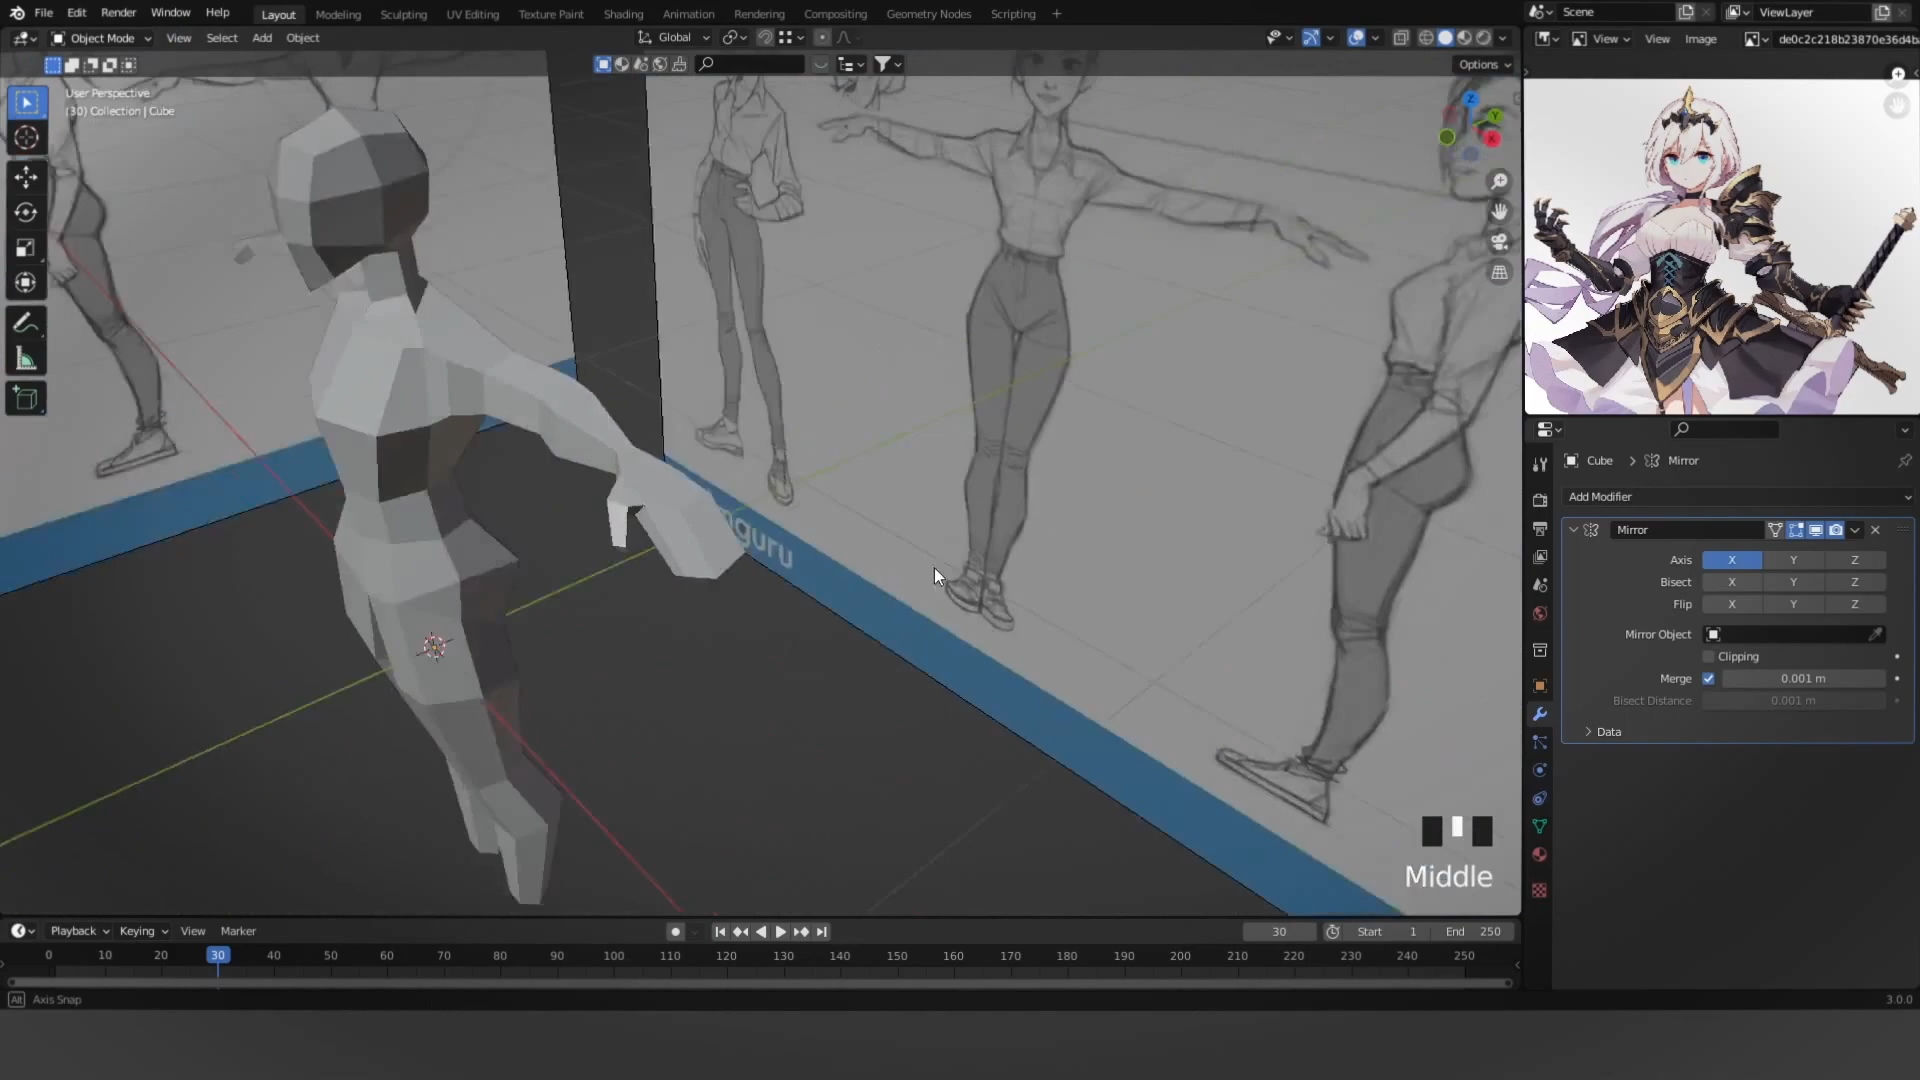 File Edit Render Window Help Layout Modeling Sculpting UV Editing Texture Paint Shading Animation Rendering Compositing Geometry Nodes Scripting +
Scene
ViewLayer
Object Mode View Select Add Object
Global
View View Image
de0c2c218b23870e36d4b
Options
User Perspective
(30) Collection | Cube
Z
Y
X
guru
Cube > Mirror
Add Modifier
Mirror
Axis X Y Z
Bisect X Y Z
Flip X Y Z
Mirror Object
Clipping
Merge 0.001 m
Bisect Distance 0.001 m
Data
Middle
Playback Keying View Marker
30 Start 1 End 250
0 10 20 30 40 50 60 70 80 90 100 110 120 130 140 150 160 170 180 190 200 210 220 230 240 250
Alt Axis Snap
3.0.0